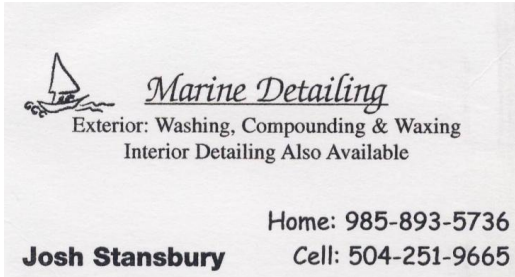 Marine Detailing
Exterior: Washing, Compounding & Waxing
Interior Detailing Also Available
Home: 985-893-5736
Josh Stansbury Cell: 504-251-9665